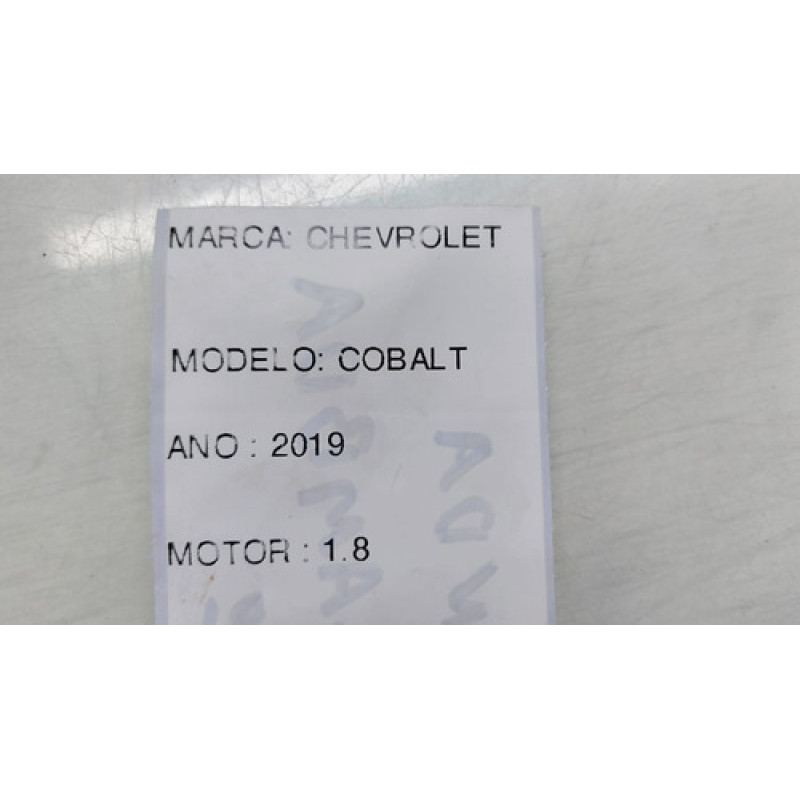 MARCA: CHEVROLET
MODELO: COBALT
ANO : 2019
MOTOR : 1.8